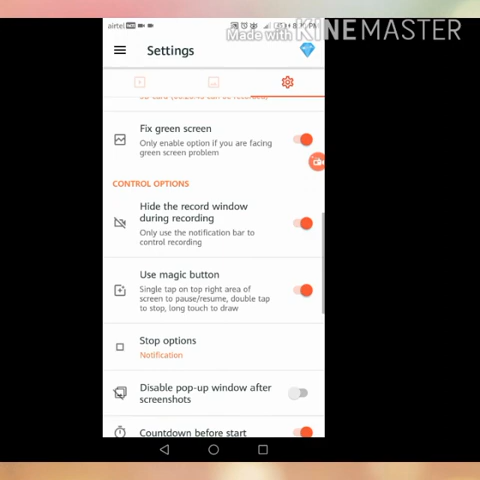 airtel
Made with KINEMASTER
Settings
Fix green screen
Only enable option if you are facing
green screen problem
CONTROL OPTIONS
Hide the record window
during recording
Only use the notification bar to
control recording
Use magic button
Single tap on top right area of
screen to pause/resume, double tap
to stop, long touch to draw
Stop options
Notification
Disable pop-up window after
screenshots
Countdown before start